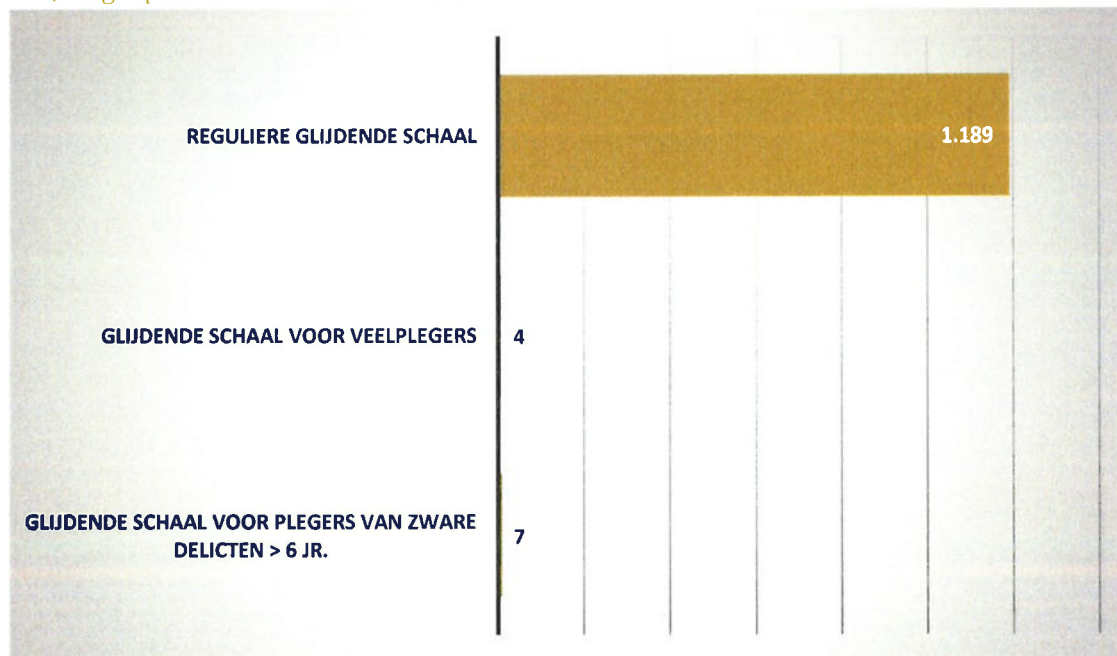 REGULIERE GLIJDENDE SCHAAL
1.189
GLIJDENDE SCHAAL VOOR VEELPLEGERS
4
GLIJDENDE SCHAAL VOOR PLEGERS VAN ZWARE
DELICTEN > 6 JR.
7